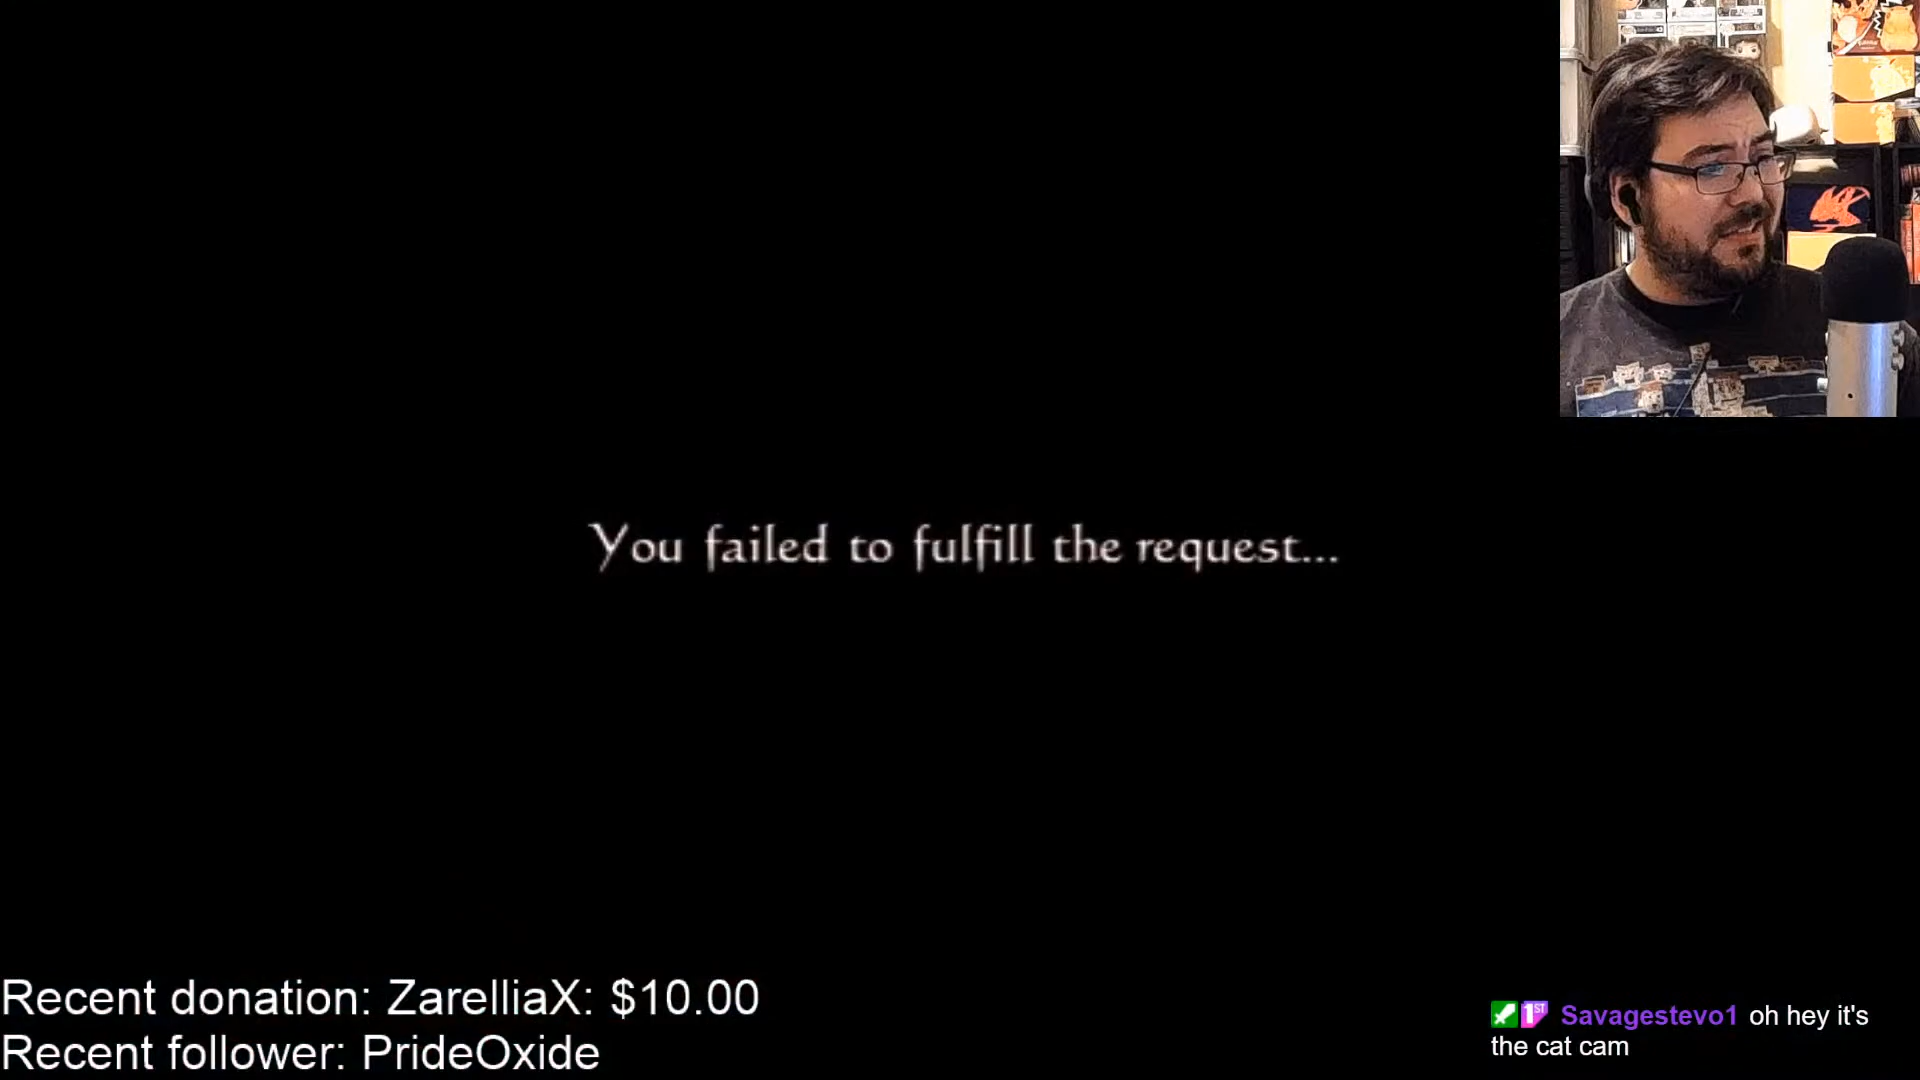 You failed to fulfill the request...
Recent donation: ZarelliaX: $10.00
Recent follower: PrideOxide
1ST Savagestevo1 oh hey it's
the cat cam